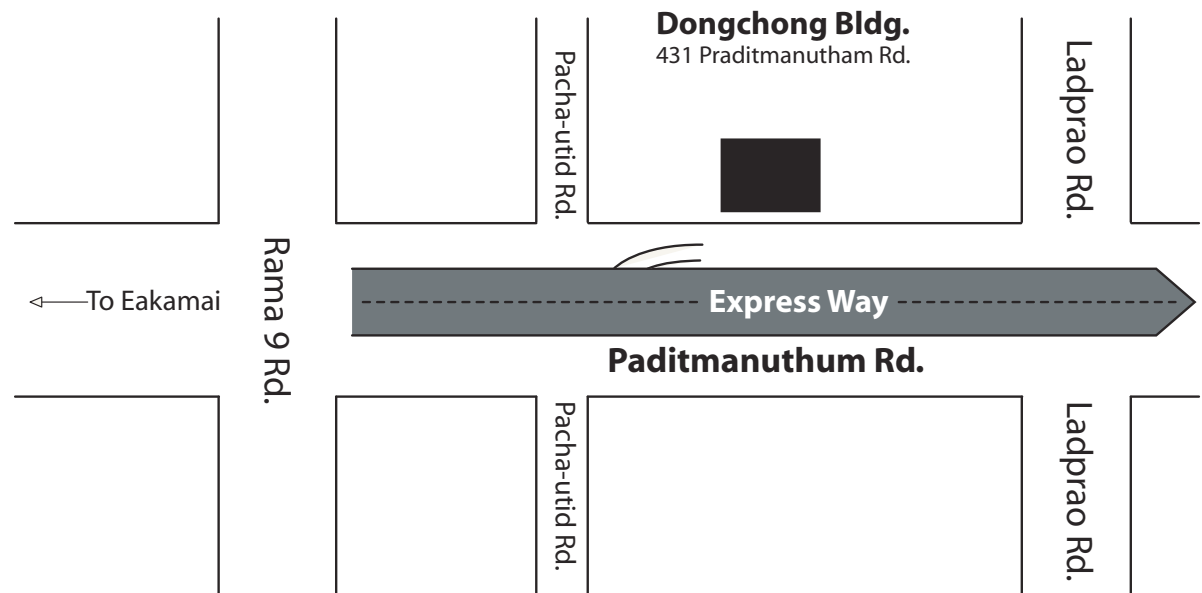 Dongchong Bldg.
431 Praditmanutham Rd.
Pacha-utid Rd.
Ladprao Rd.
Rama 9 Rd.
To Eakamai
Express Way
Paditmanuthum Rd.
Pacha-utid Rd.
Ladprao Rd.